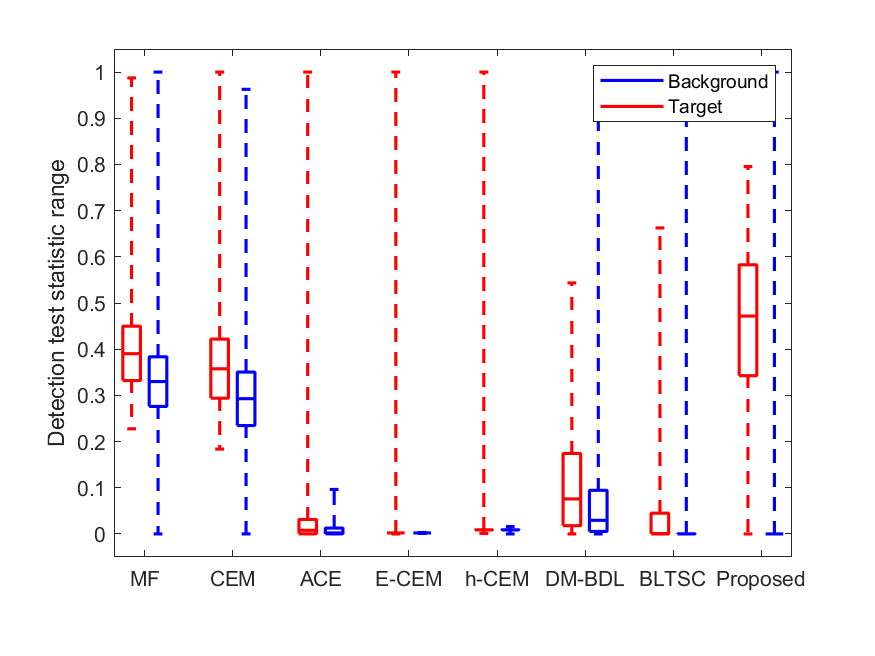 Detection test statistic range
1
0.9
0.8
0.7
0.6
0.5
0.4
0.3
0.2
0.1
0
Background
Target
MF CEM ACE E-CEM h-CEM DM-BDL BLTSC Proposed